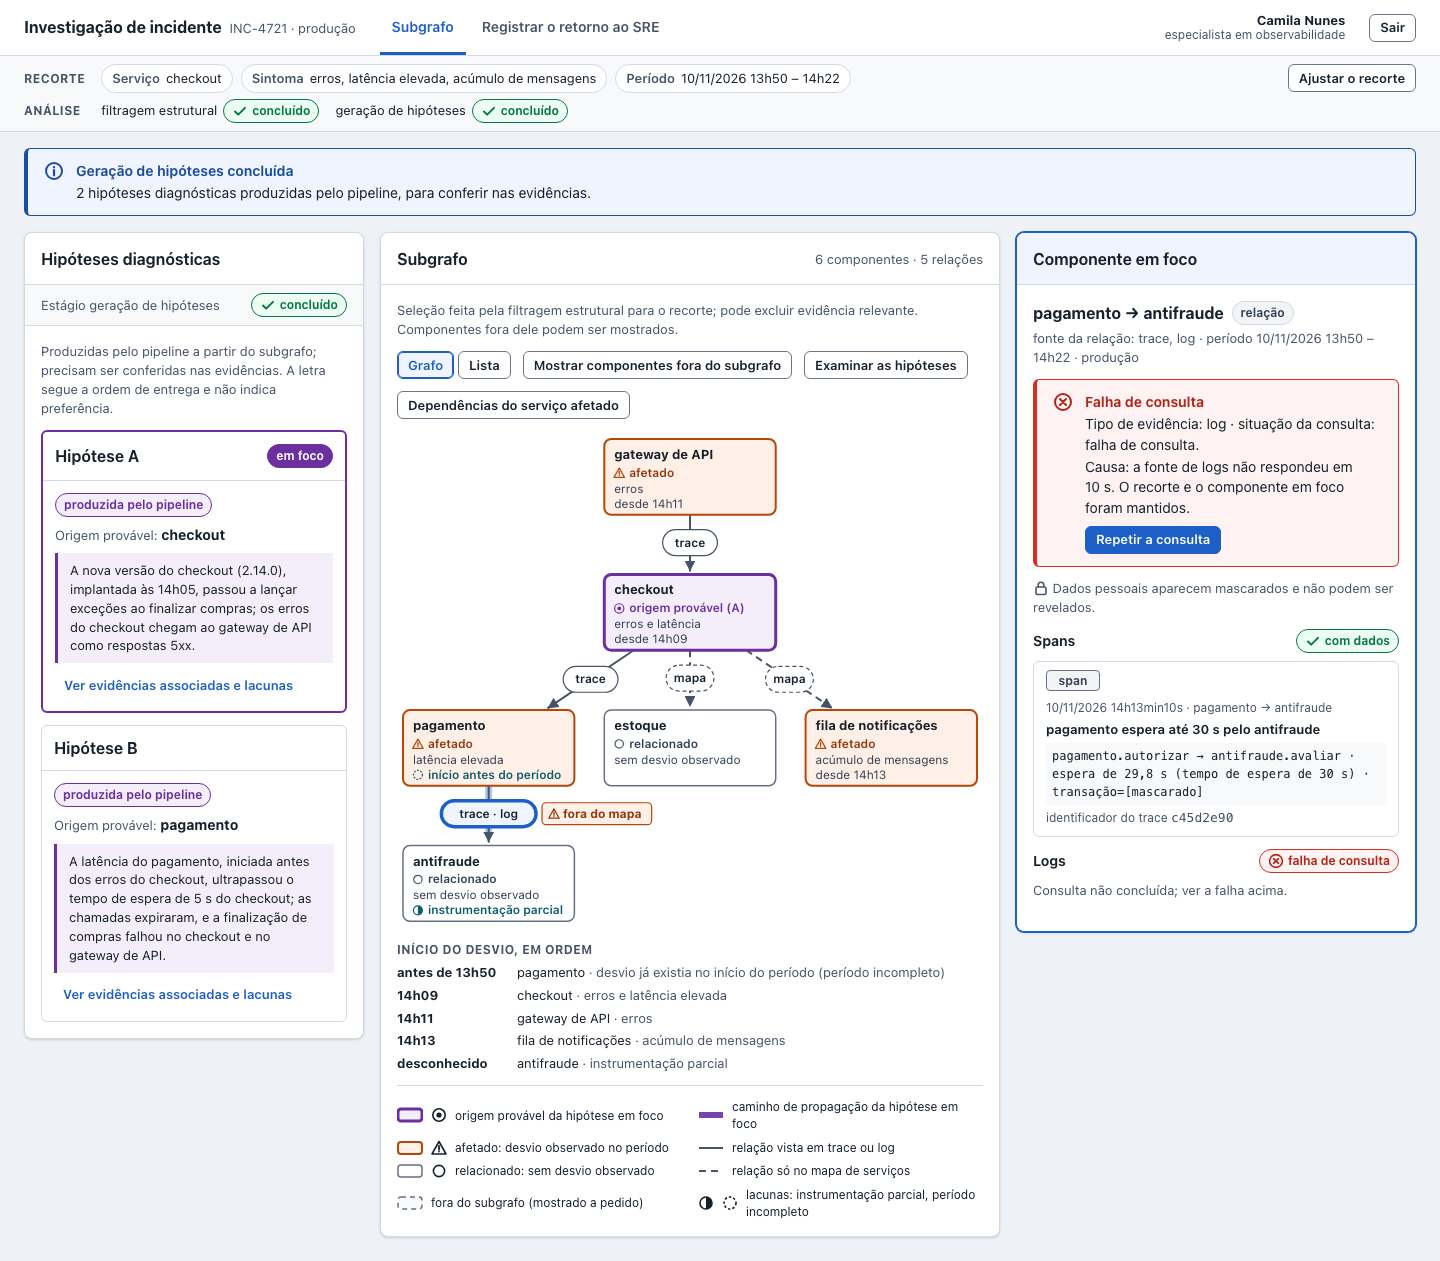 Investigação de incidente INC-4721 · produção
Subgrafo
Registrar o retorno ao SRE
Camila Nunes
especialista em observabilidade
Sair
RECORTE
Serviço checkout
Sintoma erros, latência elevada, acúmulo de mensagens
Período 10/11/2026 13h50 – 14h22
Ajustar o recorte
ANÁLISE
filtragem estrutural
concluído
geração de hipóteses
concluído
Geração de hipóteses concluída
2 hipóteses diagnósticas produzidas pelo pipeline, para conferir nas evidências.
Hipóteses diagnósticas
Estágio geração de hipóteses
concluído
Produzidas pelo pipeline a partir do subgrafo;
precisam ser conferidas nas evidências. A letra
segue a ordem de entrega e não indica
preferência.
Hipótese A
em foco
produzida pelo pipeline
Origem provável: checkout
A nova versão do checkout (2.14.0),
implantada às 14h05, passou a lançar
exceções ao finalizar compras; os erros
do checkout chegam ao gateway de API
como respostas 5xx.
Ver evidências associadas e lacunas
Hipótese B
produzida pelo pipeline
Origem provável: pagamento
A latência do pagamento, iniciada antes
dos erros do checkout, ultrapassou o
tempo de espera de 5 s do checkout; as
chamadas expiraram, e a finalização de
compras falhou no checkout e no
gateway de API.
Ver evidências associadas e lacunas
Subgrafo
6 componentes · 5 relações
Seleção feita pela filtragem estrutural para o recorte; pode excluir evidência relevante.
Componentes fora dele podem ser mostrados.
Grafo
Lista
Mostrar componentes fora do subgrafo
Examinar as hipóteses
Dependências do serviço afetado
gateway de API
afetado
erros
desde 14h11
trace
checkout
origem provável (A)
erros e latência
desde 14h09
trace
mapa
mapa
pagamento
afetado
latência elevada
início antes do período
estoque
relacionado
sem desvio observado
fila de notificações
afetado
acúmulo de mensagens
desde 14h13
trace · log
fora do mapa
antifraude
relacionado
sem desvio observado
instrumentação parcial
INÍCIO DO DESVIO, EM ORDEM
antes de 13h50 pagamento · desvio já existia no início do período (período incompleto)
14h09 checkout · erros e latência elevada
14h11 gateway de API · erros
14h13 fila de notificações · acúmulo de mensagens
desconhecido antifraude · instrumentação parcial
origem provável da hipótese em foco
caminho de propagação da hipótese em
foco
afetado: desvio observado no período
relação vista em trace ou log
relacionado: sem desvio observado
relação só no mapa de serviços
fora do subgrafo (mostrado a pedido)
lacunas: instrumentação parcial, período
incompleto
Componente em foco
pagamento → antifraude
relação
fonte da relação: trace, log · período 10/11/2026 13h50 –
14h22 · produção
Falha de consulta
Tipo de evidência: log · situação da consulta:
falha de consulta.
Causa: a fonte de logs não respondeu em
10 s. O recorte e o componente em foco
foram mantidos.
Repetir a consulta
Dados pessoais aparecem mascarados e não podem ser
revelados.
Spans
com dados
span
10/11/2026 14h13min10s · pagamento → antifraude
pagamento espera até 30 s pelo antifraude
pagamento.autorizar → antifraude.avaliar ·
espera de 29,8 s (tempo de espera de 30 s) ·
transação=[mascarado]
identificador do trace c45d2e90
Logs
falha de consulta
Consulta não concluída; ver a falha acima.